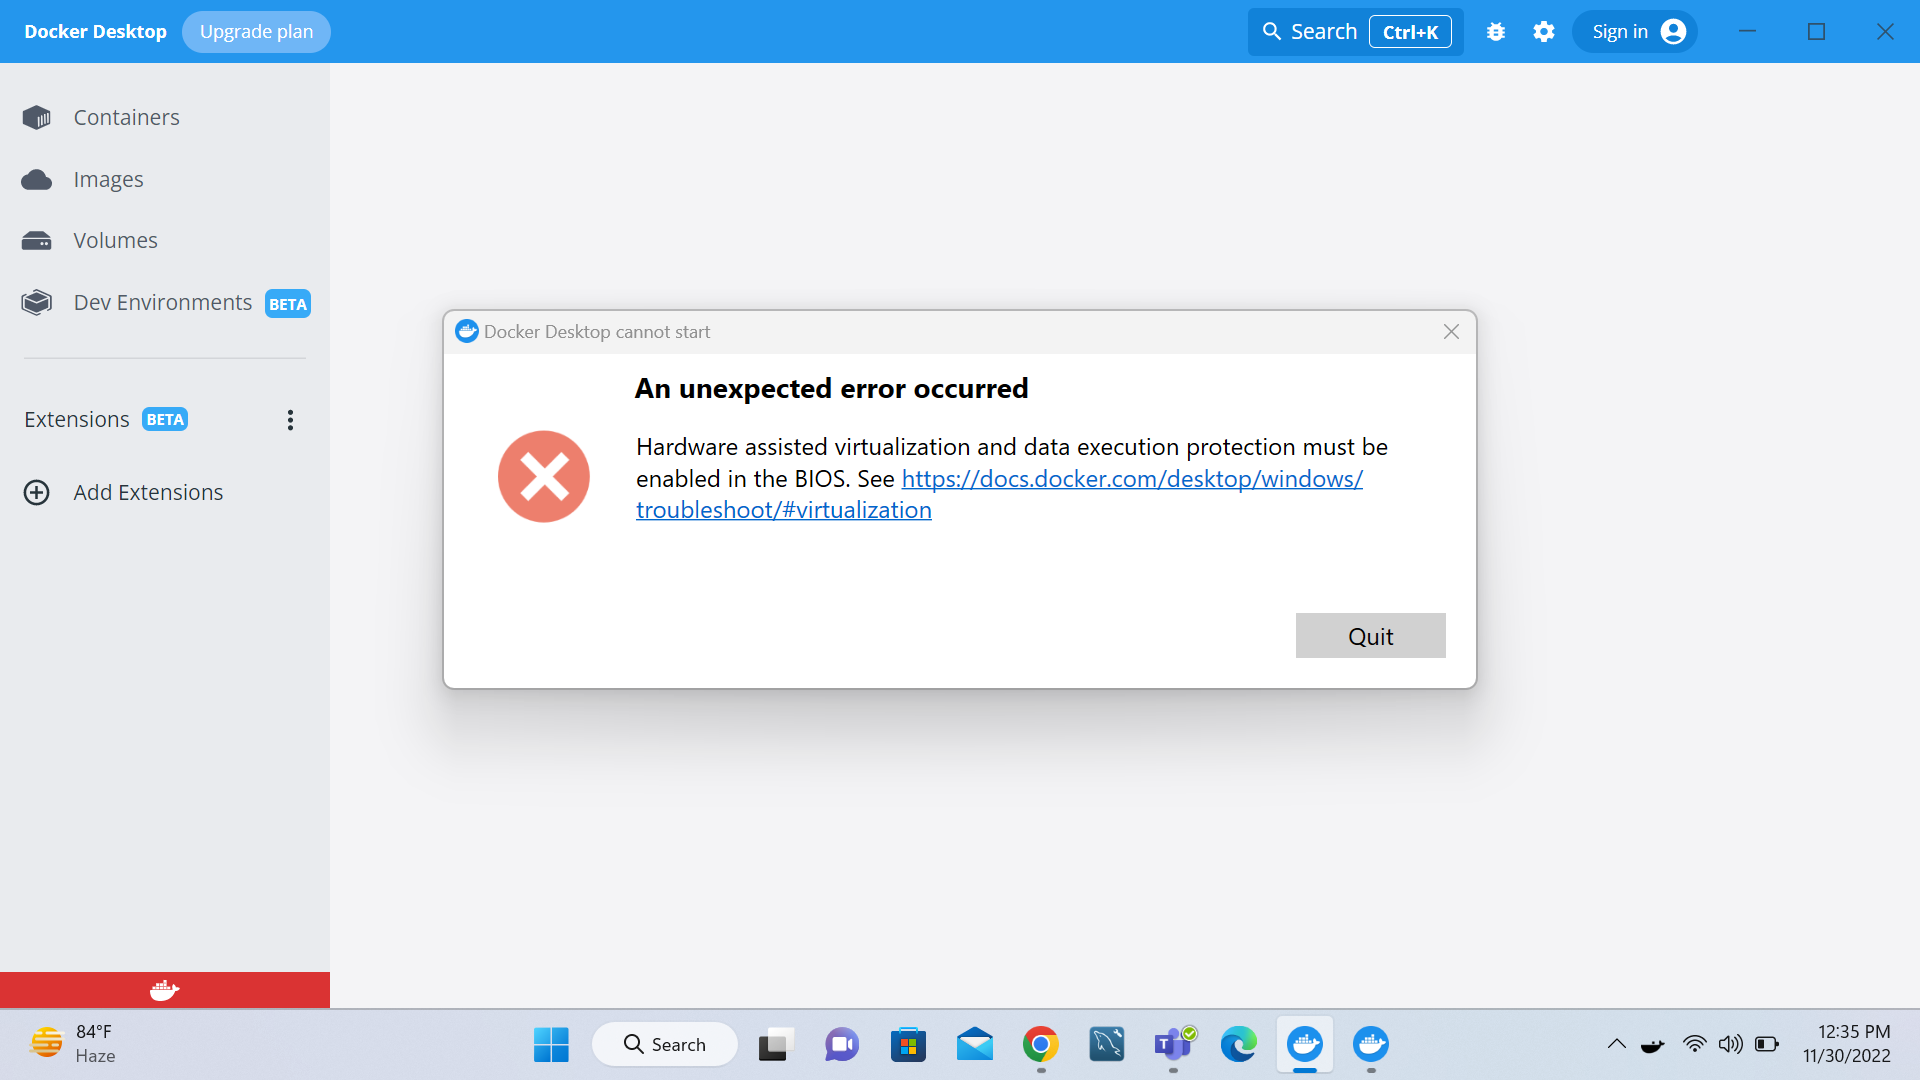 Docker Desktop
Upgrade plan
Search
Ctrl+K
Sign in
Containers
Images
Volumes
Dev Environments BETA
Extensions BETA
Add Extensions
Docker Desktop cannot start
An unexpected error occurred
Hardware assisted virtualization and data execution protection must be
enabled in the BIOS. See https://docs.docker.com/desktop/windows/
troubleshoot/#virtualization
Quit
84°F
Haze
Search
T
12:35 PM
11/30/2022